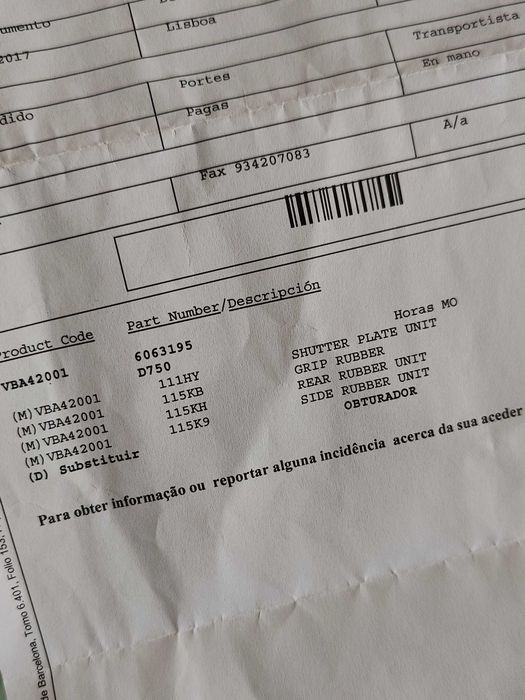 umento
Lisboa
2017
Transportista
En mano
dido
Portes
Pagas
A/a
Fax 934207083
roduct Code Part Number/Descripción
Horas MO
VBA42001 6063195
D750
(M)VBA42001 111HY SHUTTER PLATE UNIT
(M)VBA42001 115KB GRIP RUBBER
(M)VBA42001 115KH REAR RUBBER UNIT
(M)VBA42001 115K9 SIDE RUBBER UNIT
(D) Substituir OBTURADOR
Para obter informação ou reportar alguna incidência acerca da sua aceder
de Barcelona, Tomo 6.401, Folio 153,